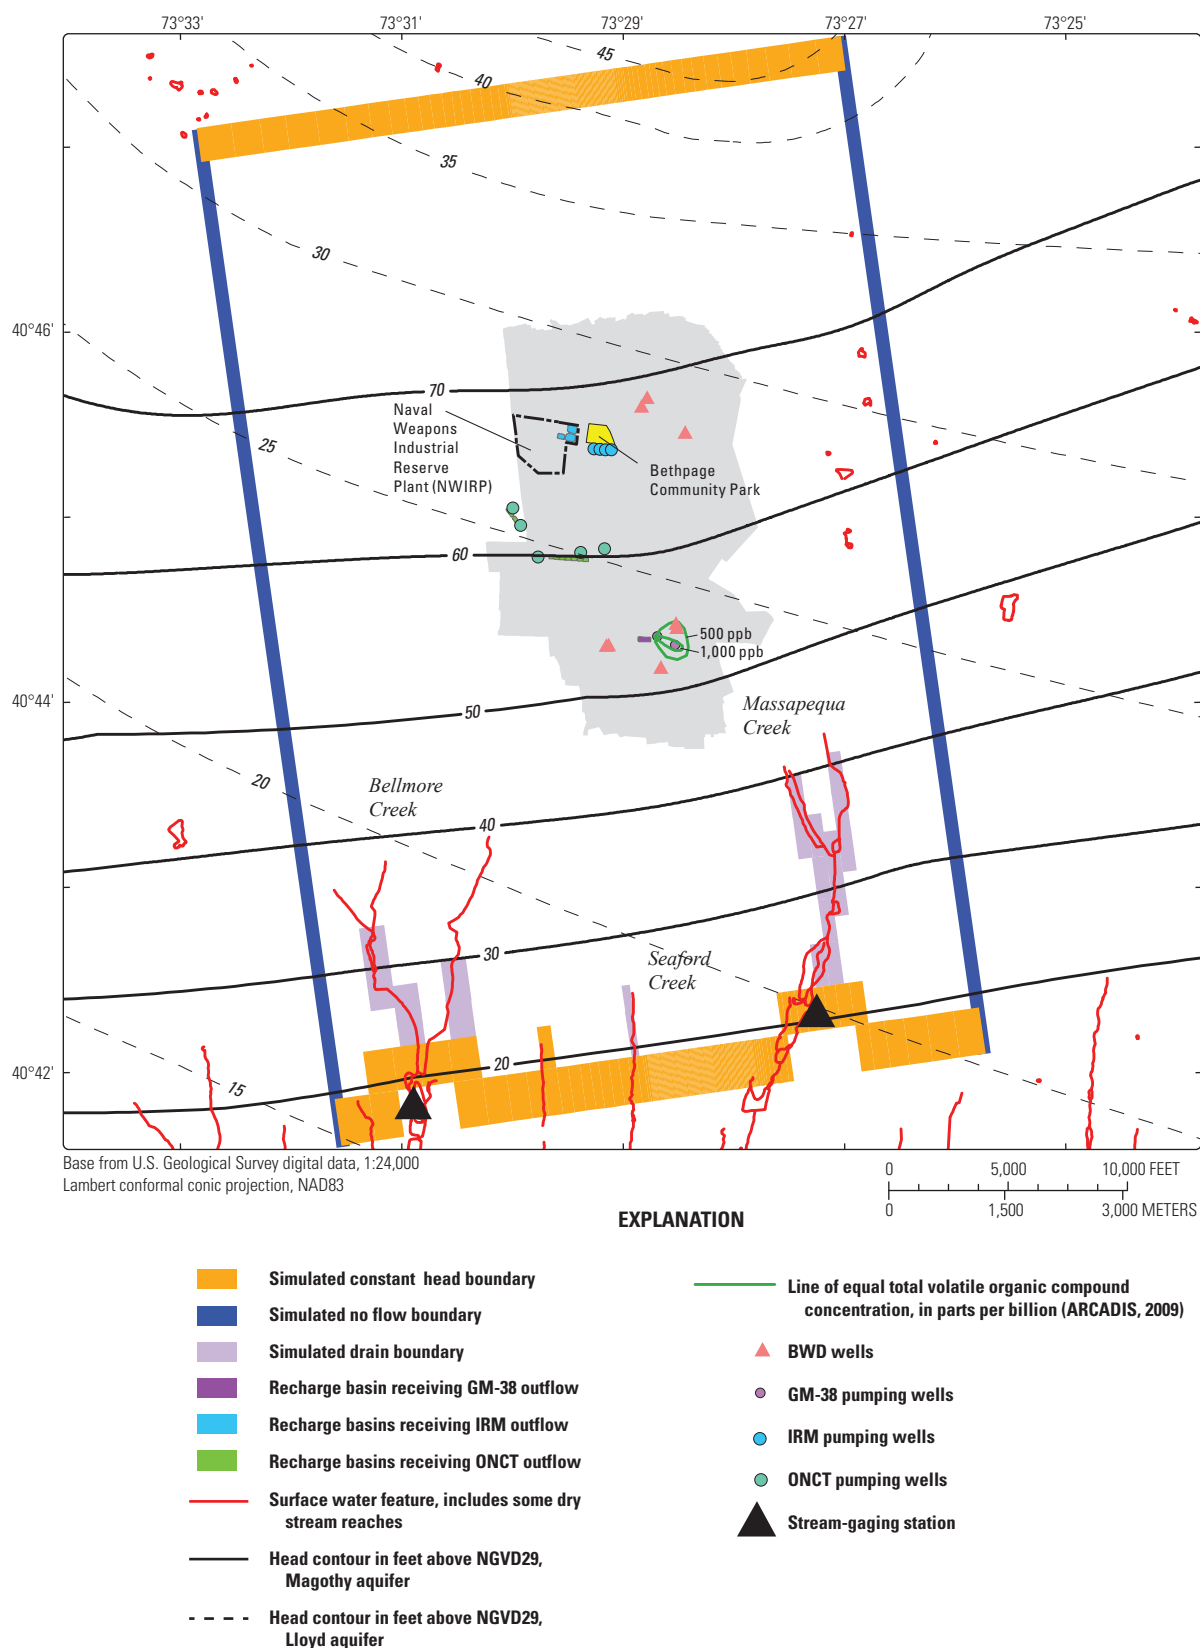 73°33'
73°31'
73°29'
73°27'
73°25'
45
40
35
30
40°46'
70
Naval
Weapons
Industrial
Reserve
Plant (NWIRP)
25
Bethpage
Community Park
60
500 ppb
1,000 ppb
40°44'
50
Massapequa
Creek
20
Bellmore
Creek
40
30
Seaford
Creek
20
40°42'
15
Base from U.S. Geological Survey digital data, 1:24,000
Lambert conformal conic projection, NAD83
0 5,000 10,000 FEET
0 1,500 3,000 METERS
EXPLANATION
Simulated constant head boundary
Simulated no flow boundary
Simulated drain boundary
Recharge basin receiving GM-38 outflow
Recharge basins receiving IRM outflow
Recharge basins receiving ONCT outflow
Surface water feature, includes some dry
stream reaches
Head contour in feet above NGVD29,
Magothy aquifer
Head contour in feet above NGVD29,
Lloyd aquifer
Line of equal total volatile organic compound
concentration, in parts per billion (ARCADIS, 2009)
BWD wells
GM-38 pumping wells
IRM pumping wells
ONCT pumping wells
Stream-gaging station